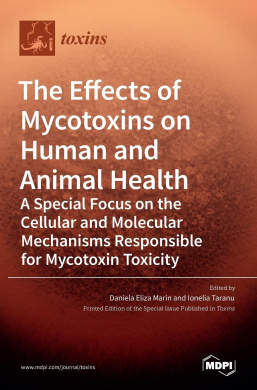 toxins
The Effects of
Mycotoxins on
Human and
Animal Health
A Special Focus on the
Cellular and Molecular
Mechanisms Responsible
for Mycotoxin Toxicity
Edited by
Daniela Eliza Marin and Ionelia Taranu
Printed Edition of the Special Issue Published in Toxins
www.mdpi.com/journal/toxins
MDPI